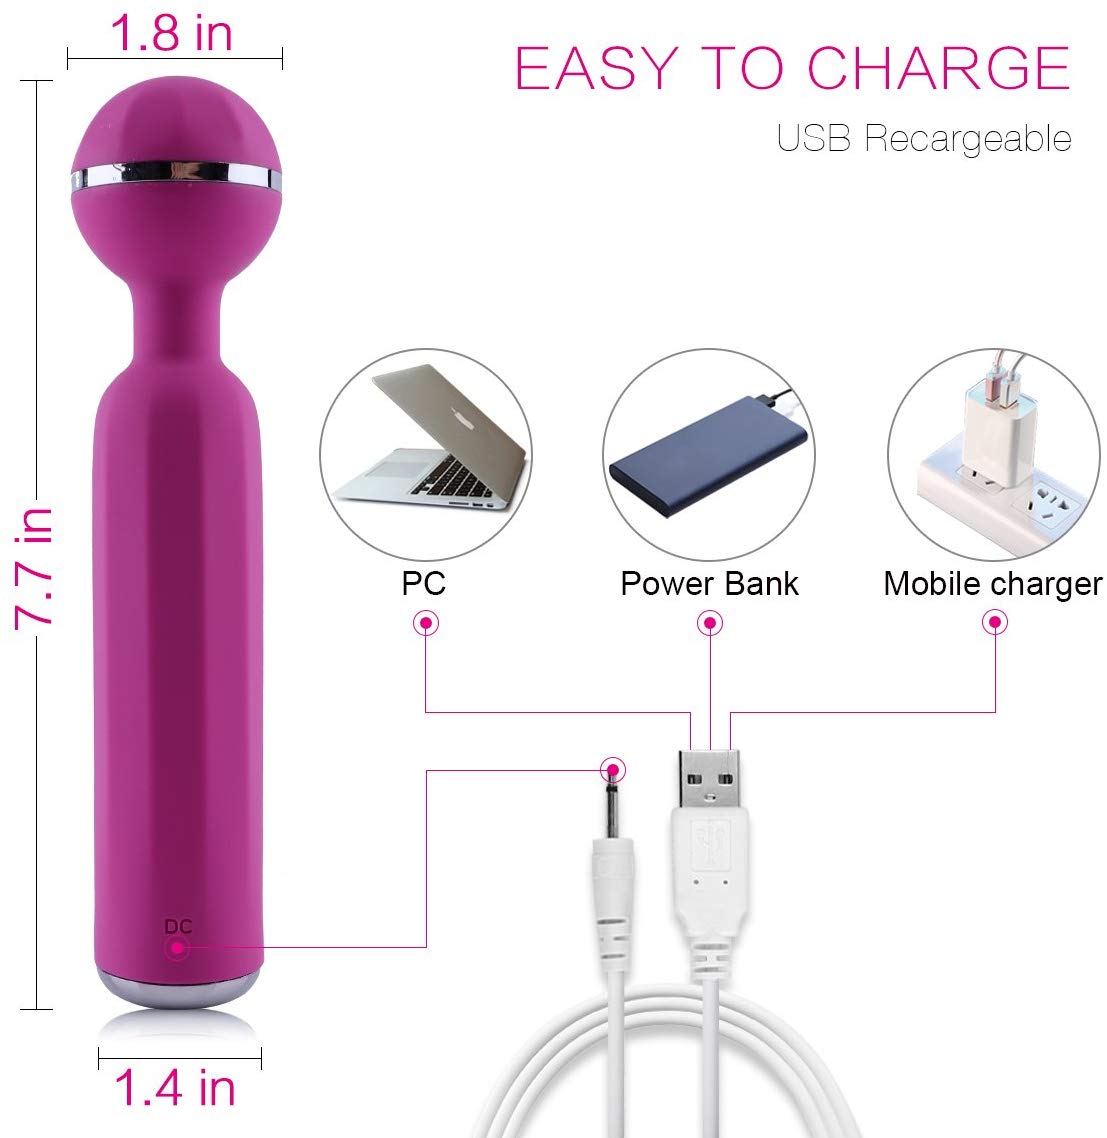 1.8 in
EASY TO CHARGE
USB Recargeable
7.7 in
PC
Power Bank
Mobile charger
DC
1.4 in